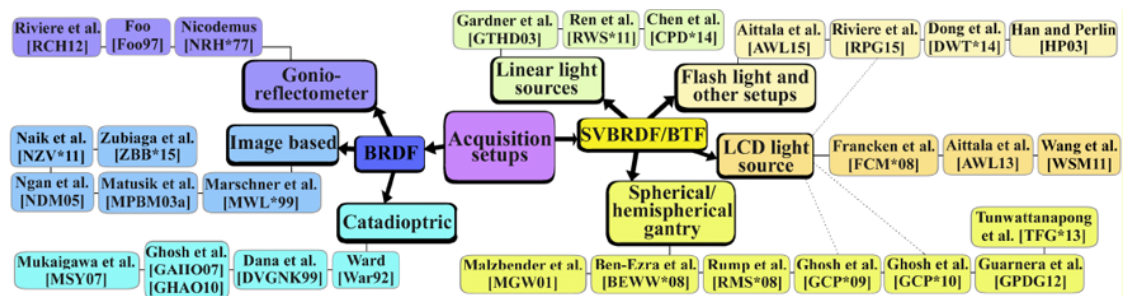 Riviere et al.
[RCH12]
Foo
[Foo97]
Nicodemus
[NRH*77]
Gonio-
reflectometer
Naik et al.
[NZV*11]
Zubiaga et al.
[ZBB*15]
Image based
Ngan et al.
[NDM05]
Matusik et al.
[MPBM03a]
Marschner et al.
[MWL*99]
BRDF
Catadioptric
Mukaigawa et al.
[MSY07]
Ghosh et al.
[GAHO07]
[GHAO10]
Dana et al.
[DVGNK99]
Ward
[War92]
Acquisition
setups
SVBRDF/BTF
Gardner et al.
[GTHD03]
Ren et al.
[RWS*11]
Chen et al.
[CPD*14]
Linear light
sources
Aittala et al.
[AWL15]
Riviere et al.
[RPG15]
Dong et al.
[DWT*14]
Han and Perlin
[HP03]
Flash light and
other setups
LCD light
source
Francken et al.
[FCM*08]
Aittala et al.
[AWL13]
Wang et al.
[WSM11]
Spherical/
hemispherical
gantry
Tunwattanapong
et al. [TFG*13]
Malzbender et al.
[MGW01]
Ben-Ezra et al.
[BEWW*08]
Rump et al.
[RMS*08]
Ghosh et al.
[GCP*09]
Ghosh et al.
[GCP*10]
Guarnera et al.
[GPDG12]